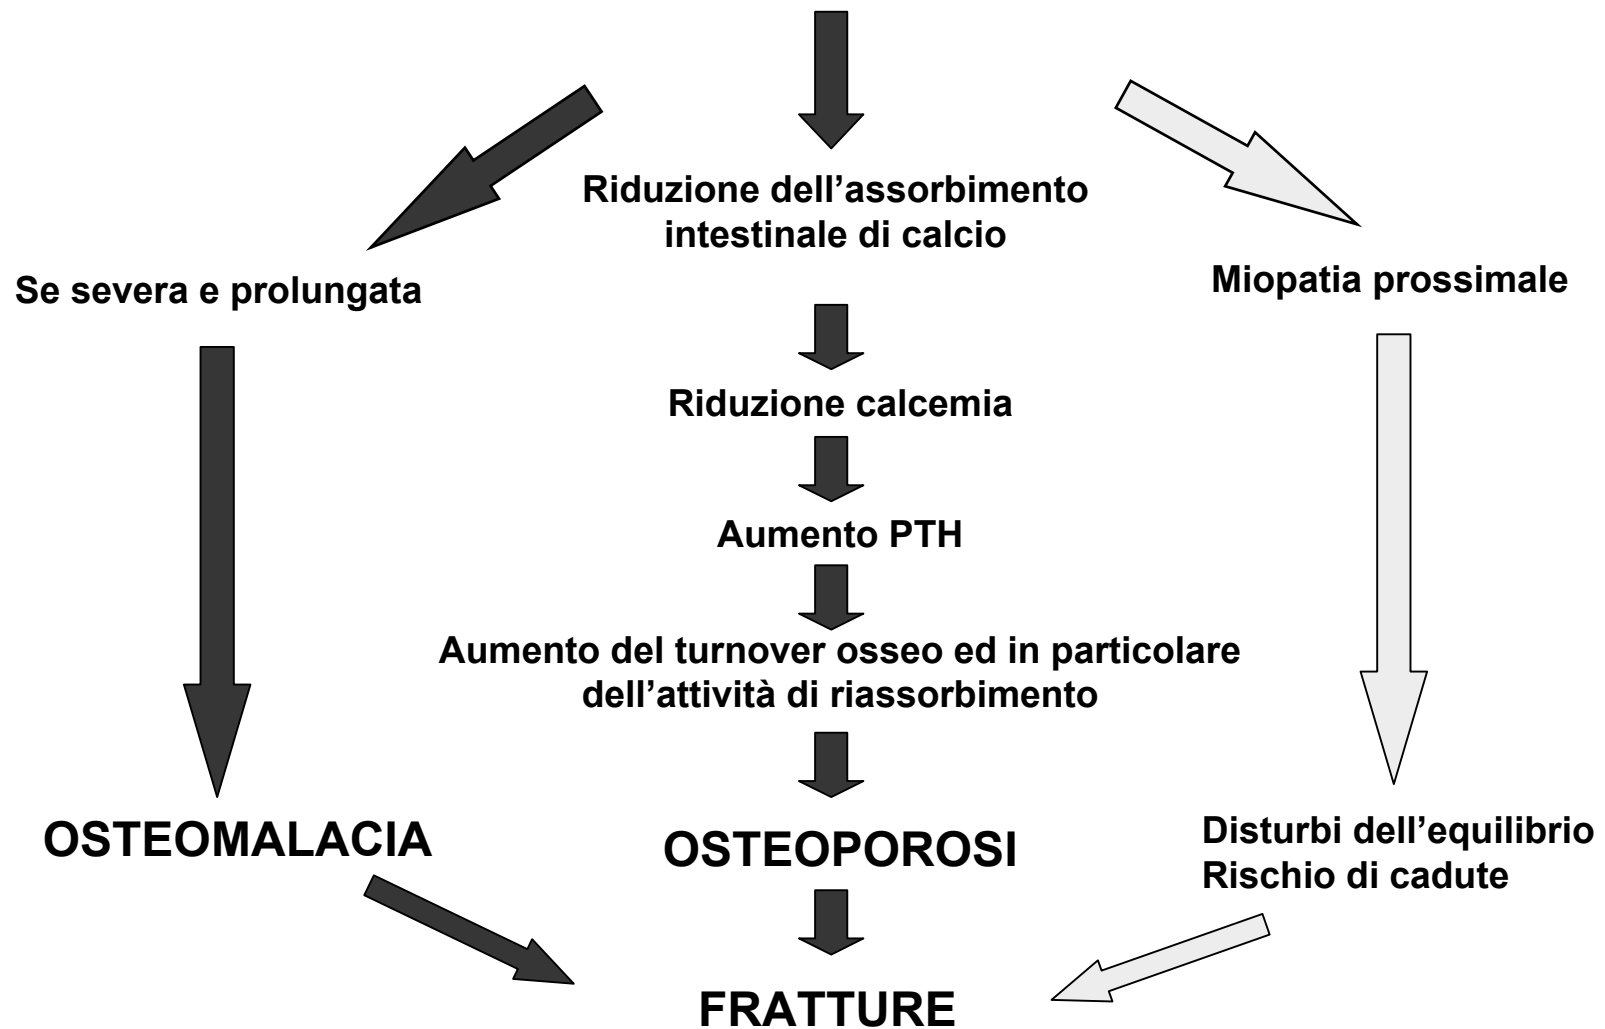 Riduzione dell’assorbimento
intestinale di calcio
Se severa e prolungata
Miopatia prossimale
Riduzione calcemia
Aumento PTH
Aumento del turnover osseo ed in particolare
dell’attività di riassorbimento
OSTEOMALACIA
OSTEOPOROSI
Disturbi dell’equilibrio
Rischio di cadute
FRATTURE